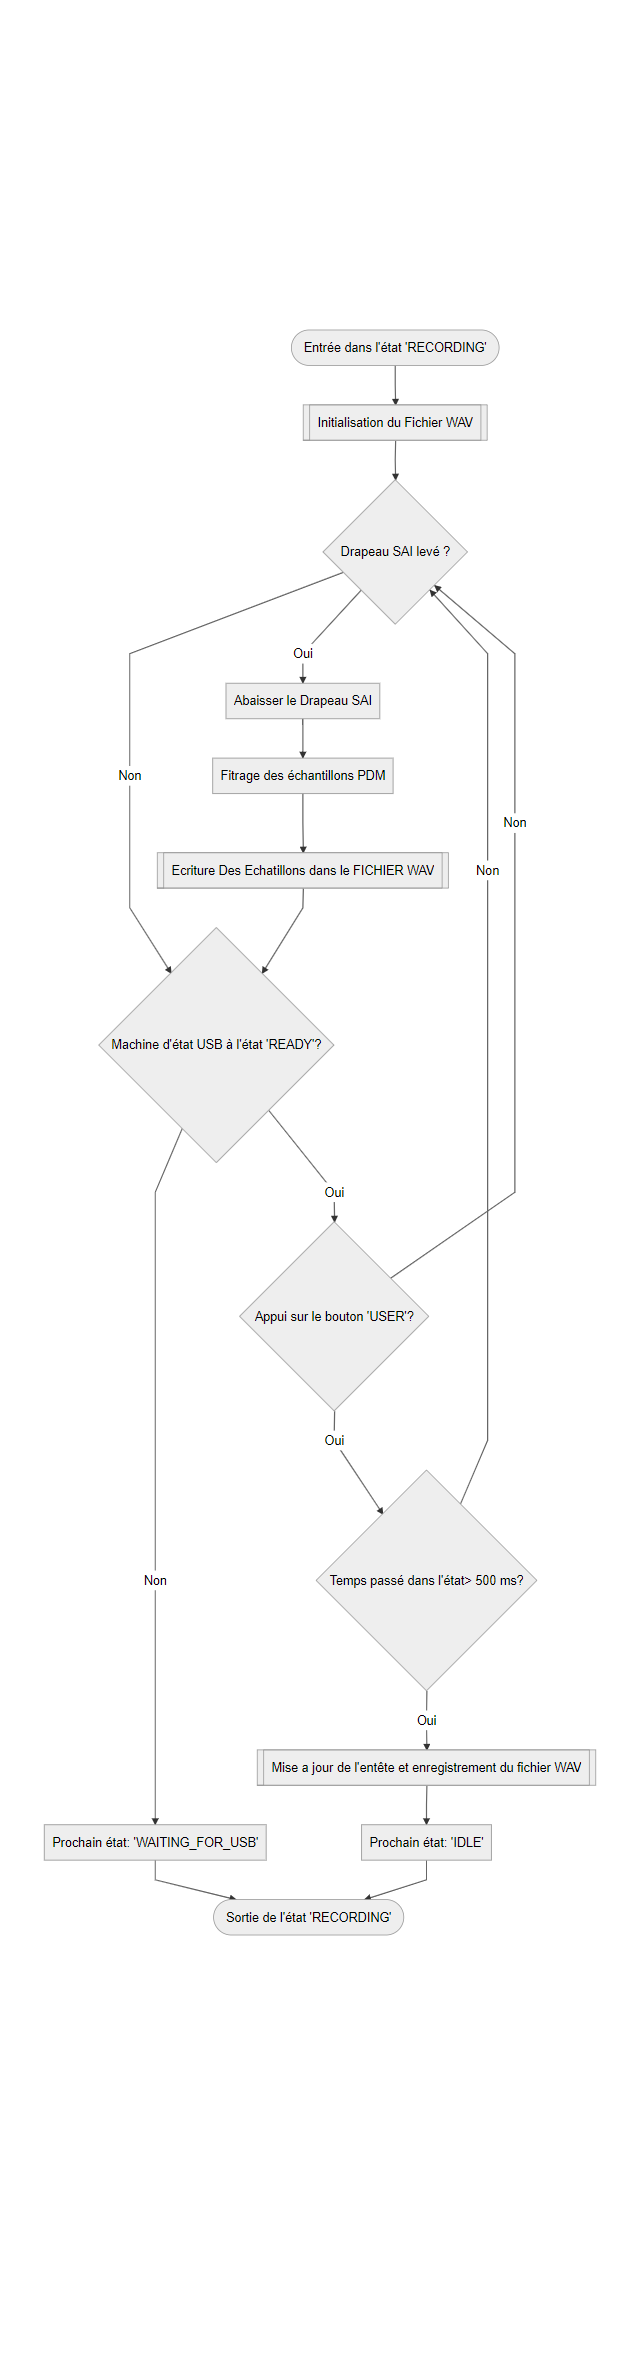 Entrée dans l'état 'RECORDING'
Initialisation du Fichier WAV
Drapeau SAI levé ?
Oui
Abaisser le Drapeau SAI
Non
Fitrage des échantillons PDM
Non
Ecriture Des Echatillons dans le FICHIER WAV
Non
Machine d'état USB à l'état 'READY'?
Oui
Appui sur le bouton 'USER'?
Oui
Non
Temps passé dans l'état> 500 ms?
Oui
Mise a jour de l'entête et enregistrement du fichier WAV
Prochain état: 'WAITING_FOR_USB'
Prochain état: 'IDLE'
Sortie de l'état 'RECORDING'